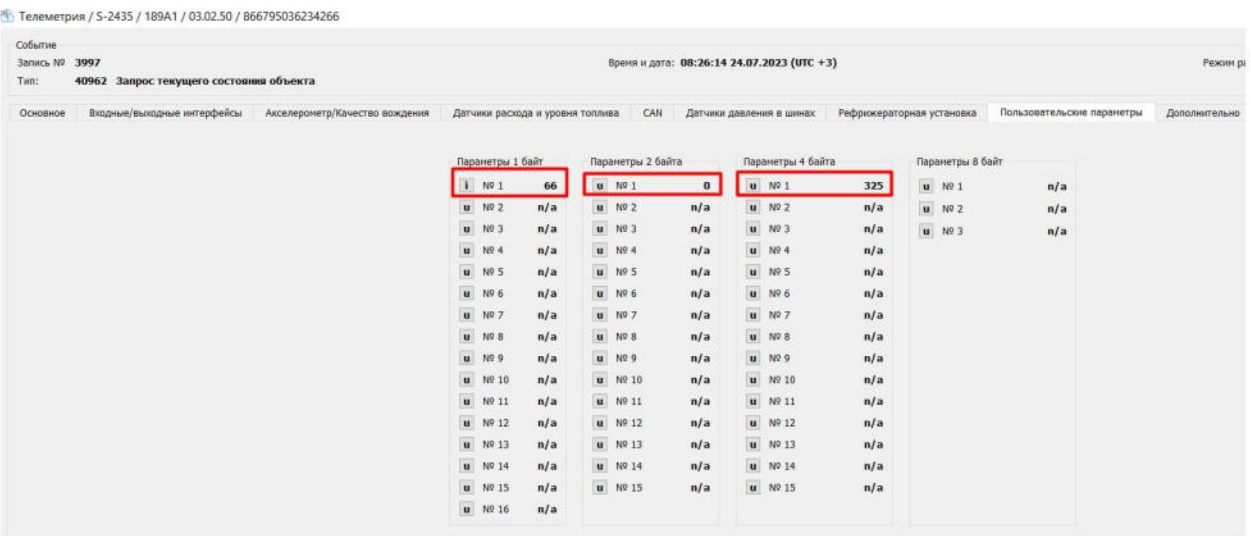 Телеметрия / S-2435 / 189A1 / 03.02.50 / 866795036234266
Событие
Запись № 3997 Время и дата: 08:26:14 24.07.2023 (UTC +3) Режим ра
Тип: 40962 Запрос текущего состояния объекта
Основное Входные/выходные интерфейсы Акселерометр/Качество вождения Датчики расхода и уровня топлива CAN Датчики давления в шинах Рефрижераторная установка Пользовательские параметры Дополнительно
Параметры 1 байт Параметры 2 байта Параметры 4 байта Параметры 8 байт
i № 1 66 u № 1 0 u № 1 325 u № 1 n/a
u № 2 n/a u № 2 n/a u № 2 n/a u № 2 n/a
u № 3 n/a u № 3 n/a u № 3 n/a u № 3 n/a
u № 4 n/a u № 4 n/a u № 4 n/a
u № 5 n/a u № 5 n/a u № 5 n/a
u № 6 n/a u № 6 n/a u № 6 n/a
u № 7 n/a u № 7 n/a u № 7 n/a
u № 8 n/a u № 8 n/a u № 8 n/a
u № 9 n/a u № 9 n/a u № 9 n/a
u № 10 n/a u № 10 n/a u № 10 n/a
u № 11 n/a u № 11 n/a u № 11 n/a
u № 12 n/a u № 12 n/a u № 12 n/a
u № 13 n/a u № 13 n/a u № 13 n/a
u № 14 n/a u № 14 n/a u № 14 n/a
u № 15 n/a u № 15 n/a u № 15 n/a
u № 16 n/a